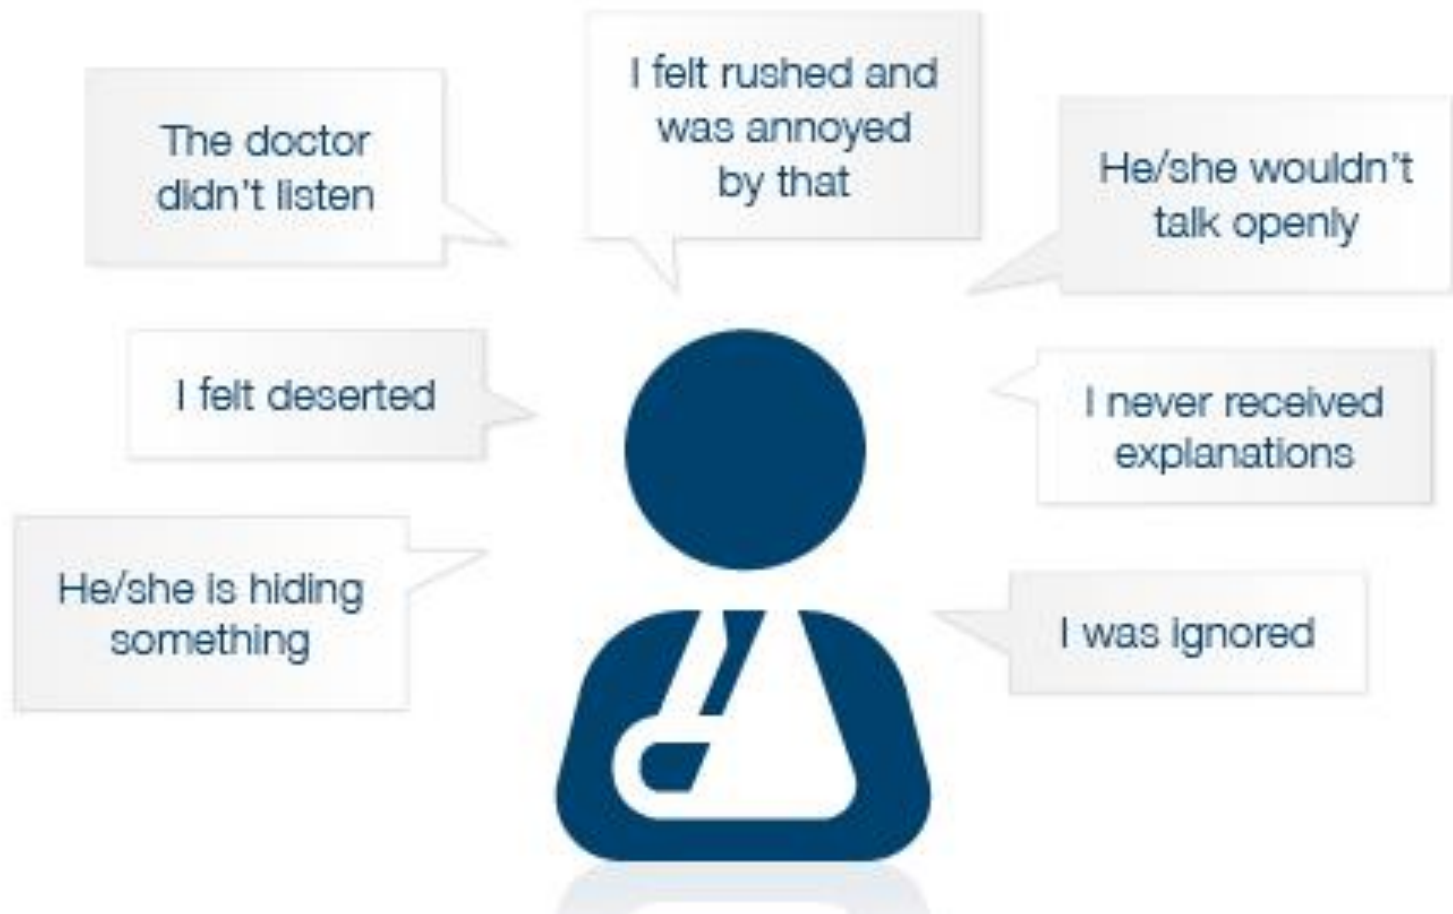 The doctor
didn't listen
I felt rushed and
was annoyed
by that
He/she wouldn't
talk openly
I felt deserted
I never received
explanations
He/she is hiding
something
I was ignored